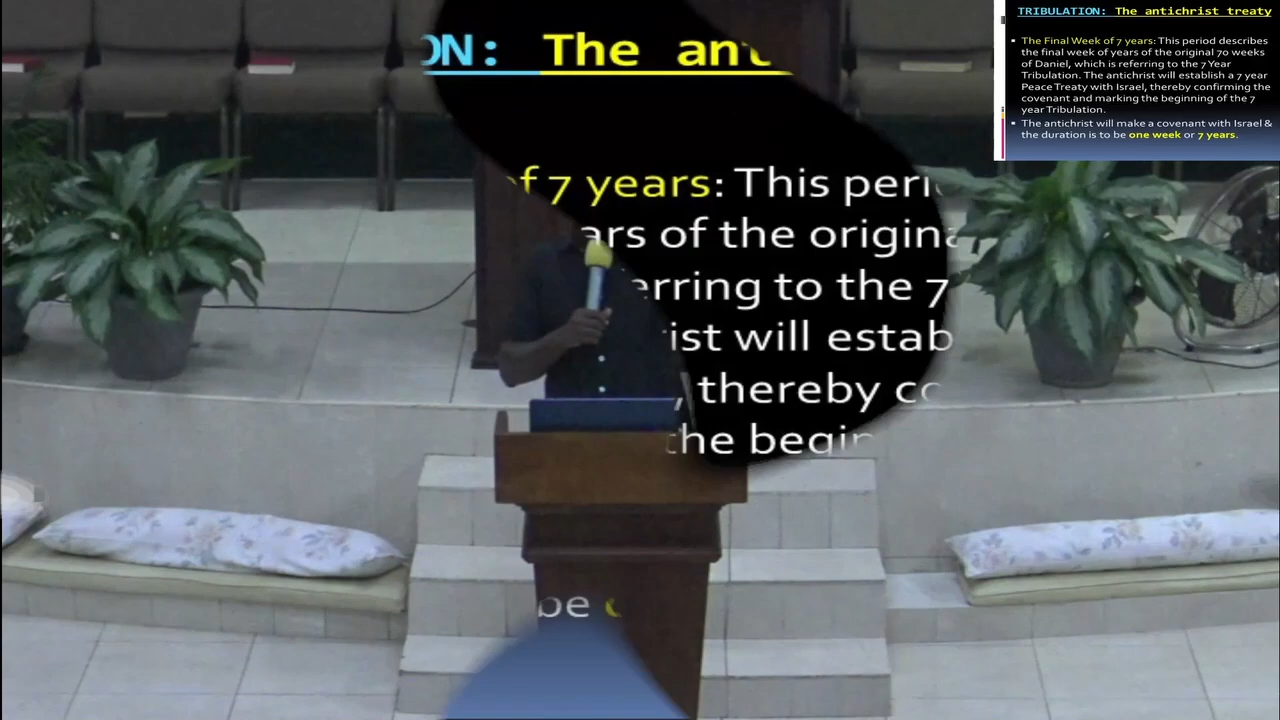 ON: The ant
f 7 years: This peri
ars of the origina
erring to the 7
ist will estab
, thereby co
the begin
be
TRIBULATION: The antichrist treaty
▪ The Final Week of 7 years: This period describes
the final week of years of the original 70 weeks
of Daniel, which is referring to the 7 Year
Tribulation. The antichrist will establish a 7 year
Peace Treaty with Israel, thereby confirming the
covenant and marking the beginning of the 7
year Tribulation.
▪ The antichrist will make a covenant with Israel &
the duration is to be one week or 7 years.